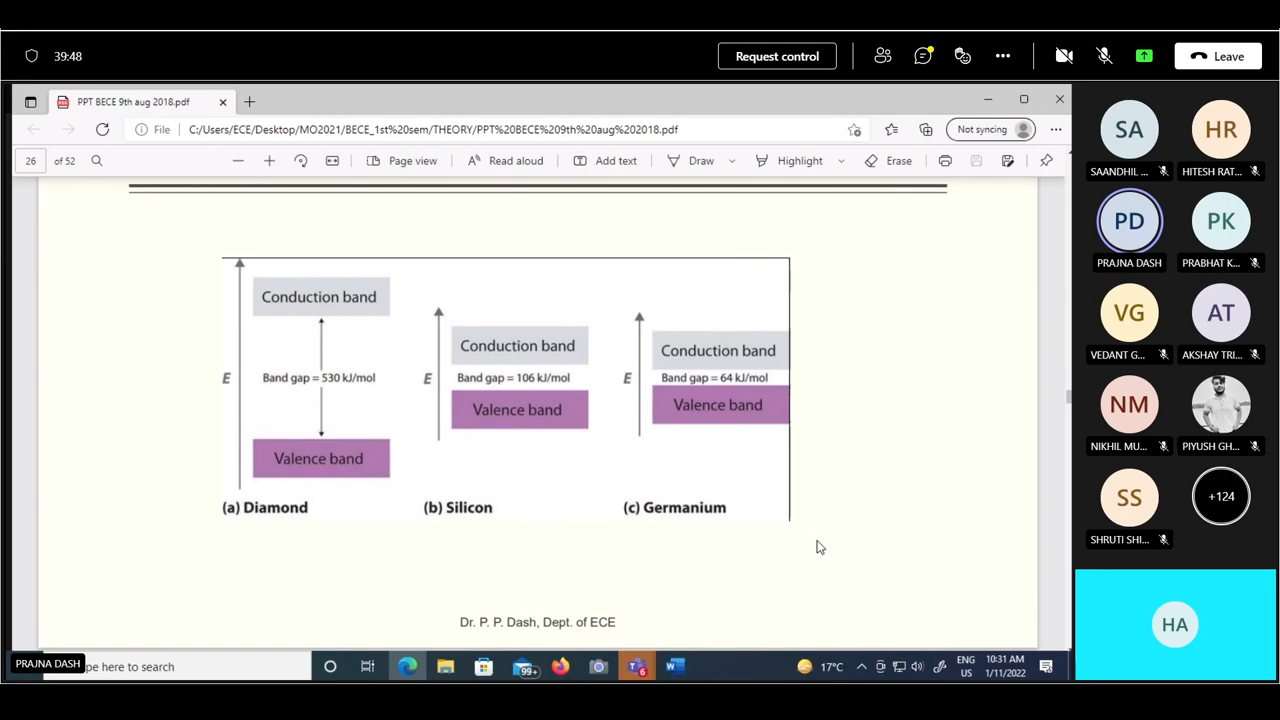 39:48
Request control
Leave
PPT BECE 9th aug 2018.pdf
File
C:/Users/ECE/Desktop/MO2021/BECE_1st%20sem/THEORY/PPT%20BECE%209th%20aug%202018.pdf
Not syncing
26 of 52
Page view
Read aloud
Add text
Draw
Highlight
Erase
Conduction band
E
Band gap = 530 kJ/mol
Valence band
(a) Diamond
Conduction band
E
Band gap = 106 kJ/mol
Valence band
(b) Silicon
Conduction band
E
Band gap = 64 kJ/mol
Valence band
(c) Germanium
Dr. P. P. Dash, Dept. of ECE
PRAJNA DASH
pe here to search
99+
6
17°C
ENG
US
10:31 AM
1/11/2022
SA
SAANDHIL ...
HR
HITESH RAT...
PD
PRAJNA DASH
PK
PRABHAT K...
VG
VEDANT G...
AT
AKSHAY TRI...
NM
NIKHIL MU...
PIYUSH GH...
SS
SHRUTI SHI...
+124
HA